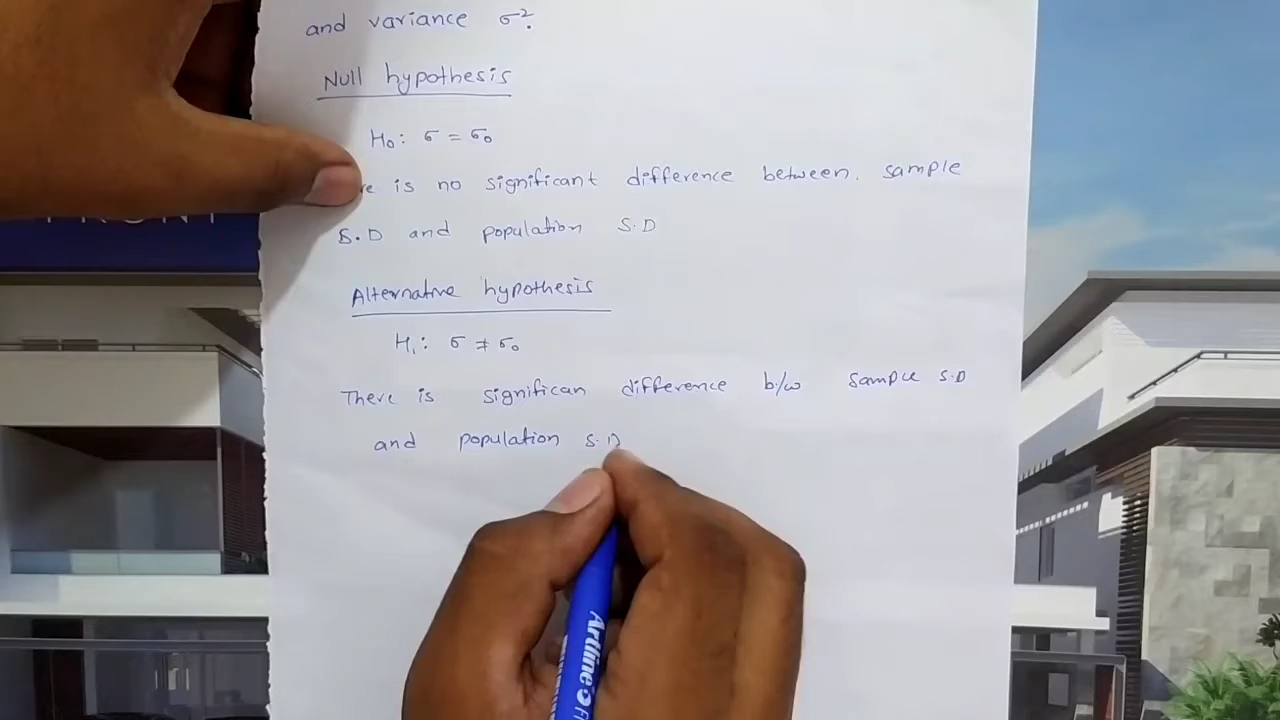 and variance σ².
Null hypothesis
H₀: σ = σ₀
is no significant difference between. sample
S.D and population S.D
Alternative hypothesis
H₁: σ ≠ σ₀
There is significan difference b/w sample S.D
and population S.D
Artline